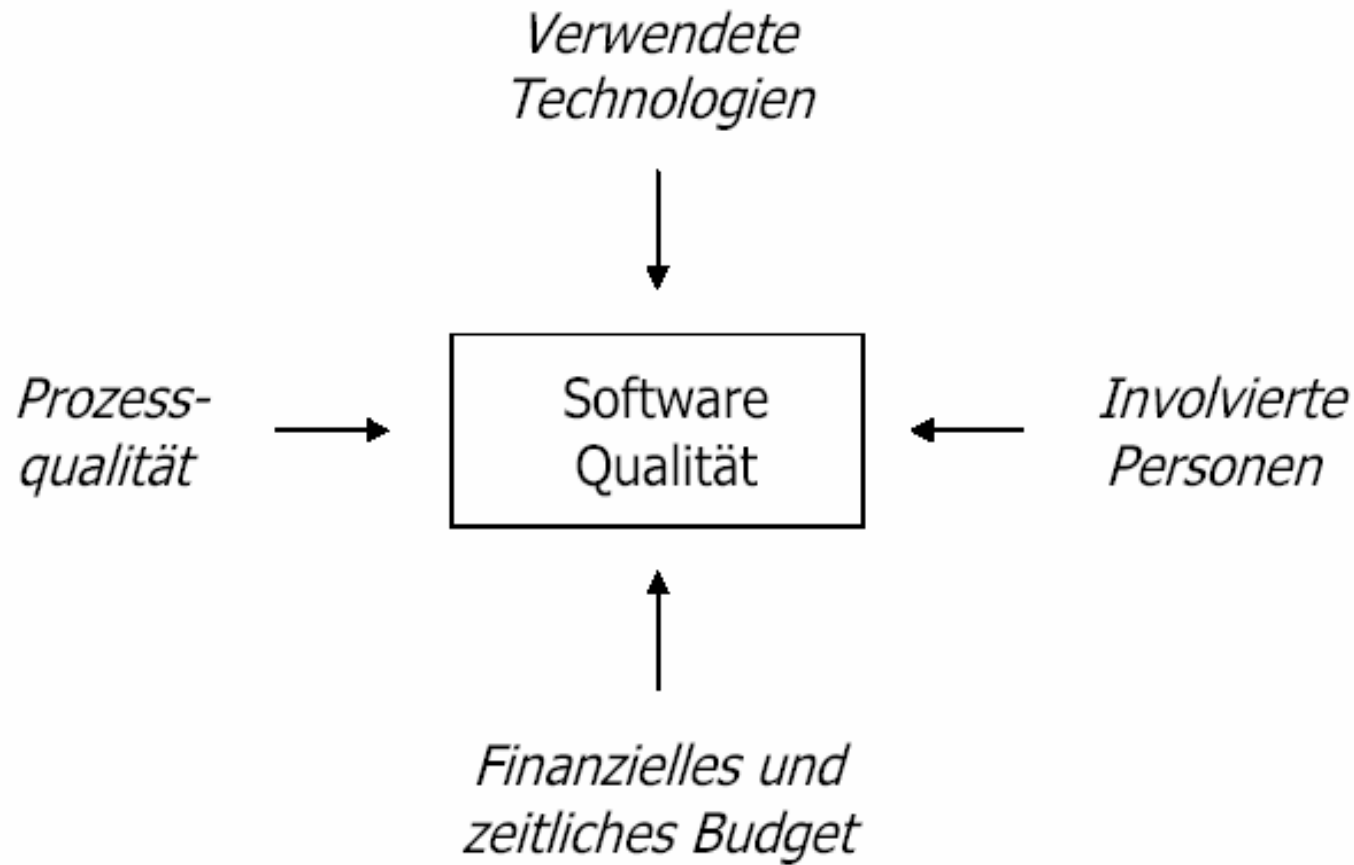 Verwendete
Technologien
Prozess-
qualität
Software
Qualität
Involvierte
Personen
Finanzielles und
zeitliches Budget